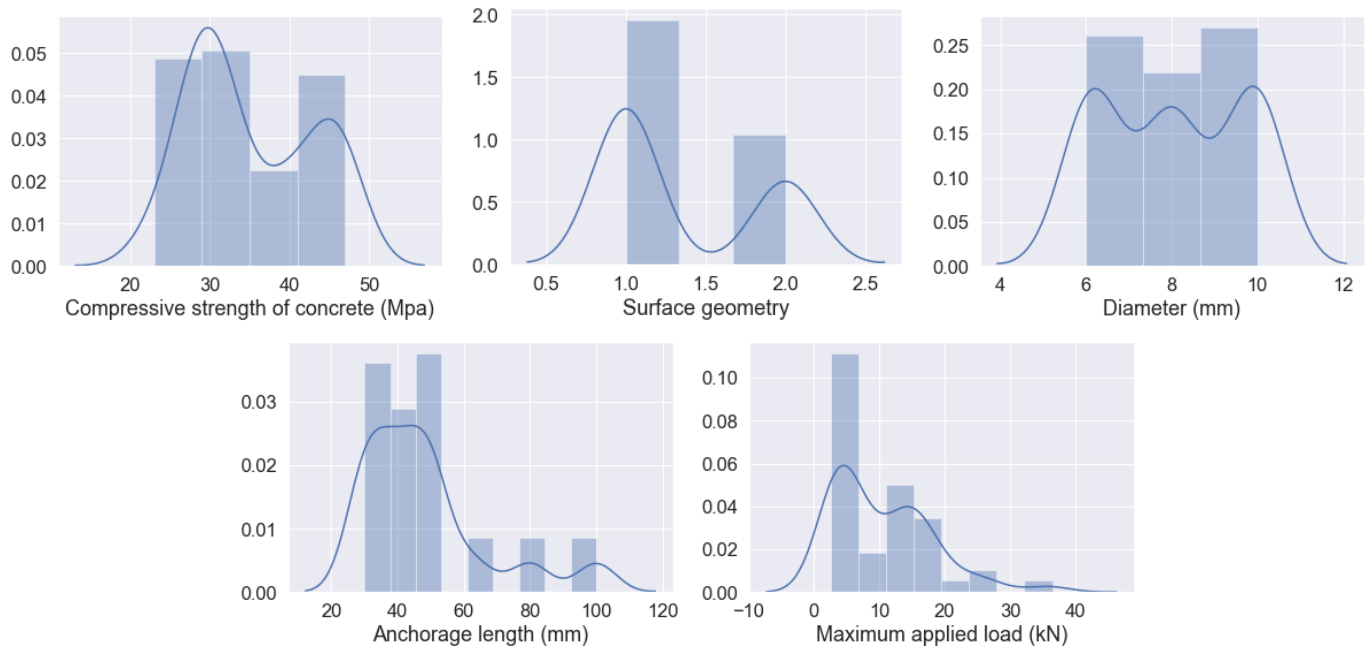 0.05
0.04
0.03
0.02
0.01
0.00
20 30 40 50
Compressive strength of concrete (Mpa)
2.0
1.5
1.0
0.5
0.0
0.5 1.0 1.5 2.0 2.5
Surface geometry
0.25
0.20
0.15
0.10
0.05
0.00
4 6 8 10 12
Diameter (mm)
0.03
0.02
0.01
0.00
20 40 60 80 100 120
Anchorage length (mm)
0.10
0.08
0.06
0.04
0.02
0.00
−10 0 10 20 30 40
Maximum applied load (kN)